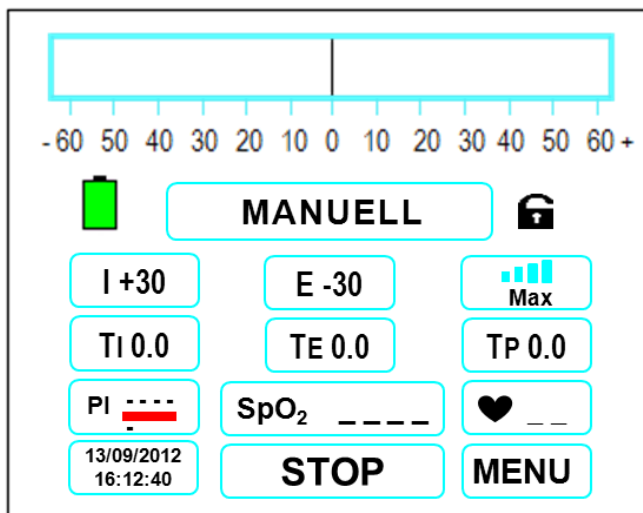 - 60 50 40 30 20 10 0 10 20 30 40 50 60 +
MANUELL
I +30 E -30 Max
TI 0.0 TE 0.0 TP 0.0
PI ---- - SpO₂ _ _ _ _ _ _
13/09/2012
16:12:40
STOP MENU